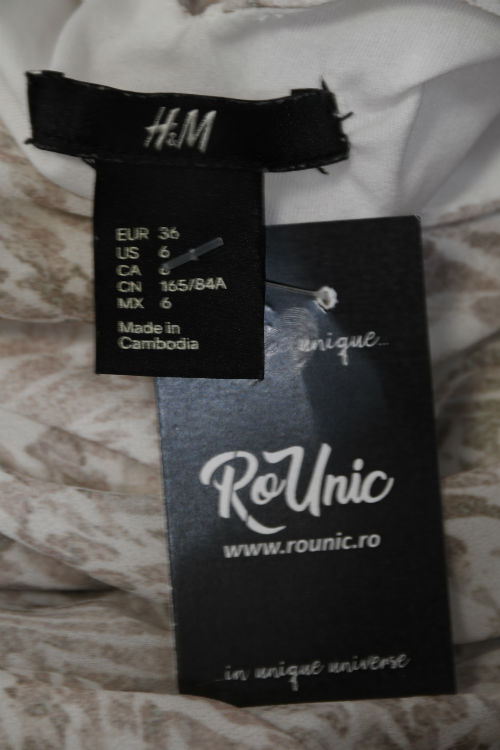 H&M
EUR 36
US 6
CA 6
CN 165/84A
MX 6
Made in
Cambodia
unique...
RoUnic
www.rounic.ro
...in unique universe